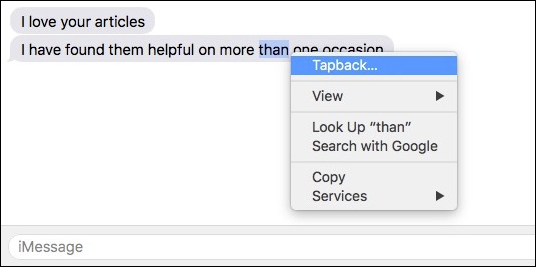 I love your articles
I have found them helpful on more than one occasion
Tapback...
View
Look Up “than”
Search with Google
Copy
Services
iMessage